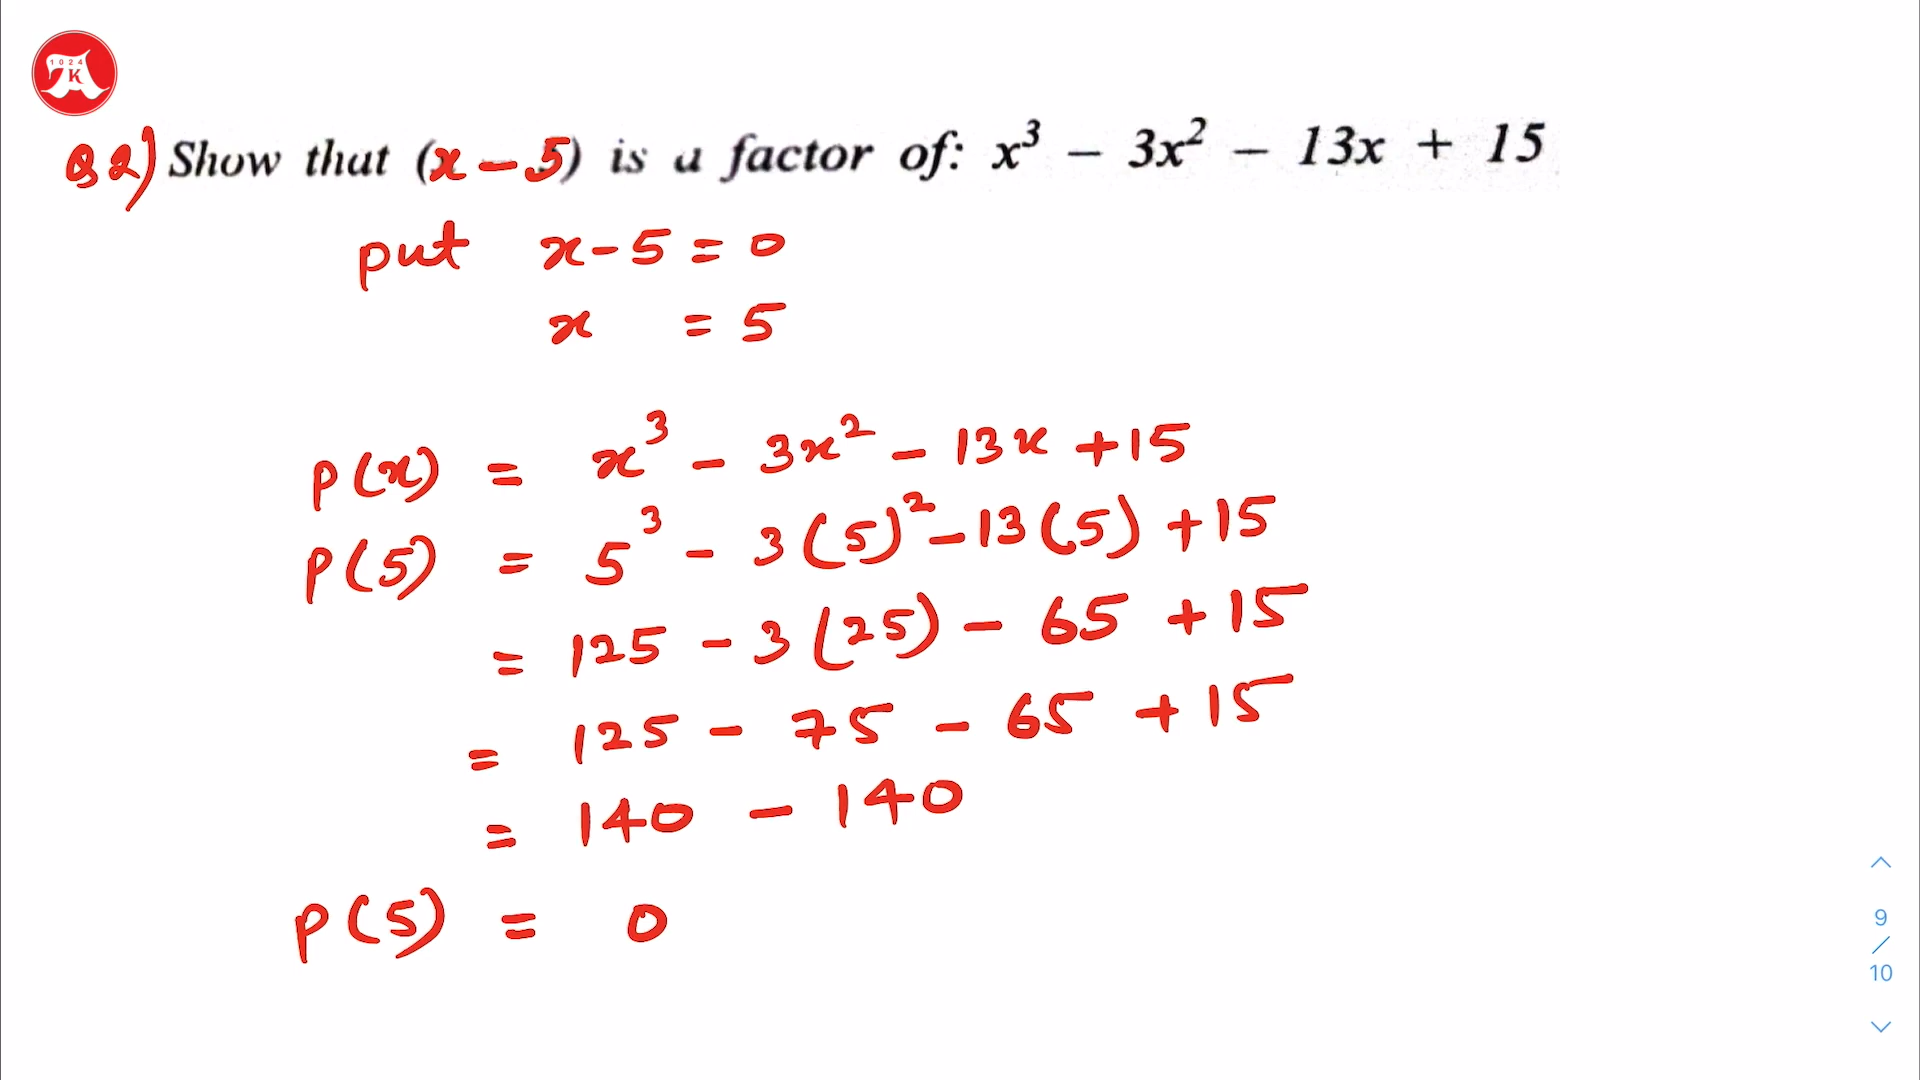 1024
K
Q2) Show that (x - 5) is a factor of: x³ - 3x² - 13x + 15
put x - 5 = 0
x = 5
P(x) = x³ - 3x² - 13x + 15
P(5) = 5³ - 3(5)² - 13(5) + 15
= 125 - 3(25) - 65 + 15
= 125 - 75 - 65 + 15
= 140 - 140
P(5) = 0
9
/
10